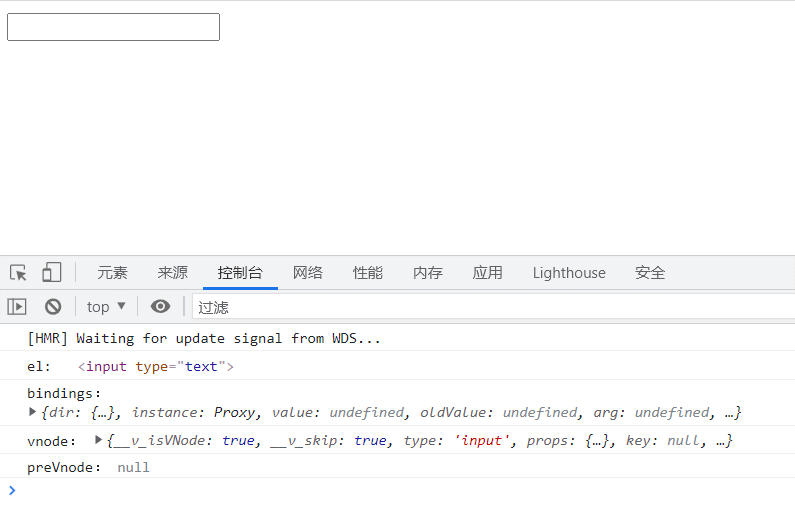 元素 来源 控制台 网络 性能 内存 应用 Lighthouse 安全
top 过滤
[HMR] Waiting for update signal from WDS...
el: <input type="text">
bindings:
{dir: {…}, instance: Proxy, value: undefined, oldValue: undefined, arg: undefined, …}
vnode: {__v_isVNode: true, __v_skip: true, type: 'input', props: {…}, key: null, …}
preVnode: null